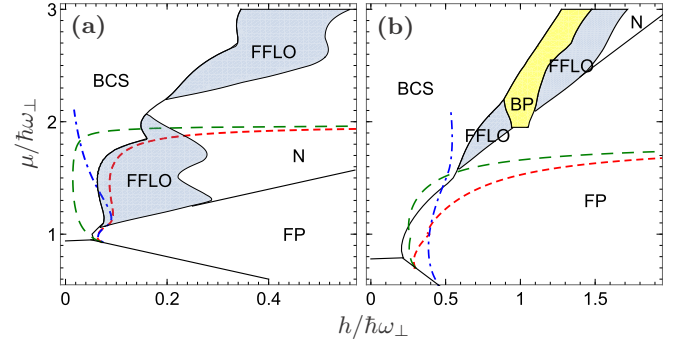 (a)
(b)
3
2
1
μ/ħω⊥
BCS
FFLO
FFLO
N
FP
0
0.2
0.4
BCS
FFLO
BP
FFLO
N
FP
0
0.5
1
1.5
h/ħω⊥